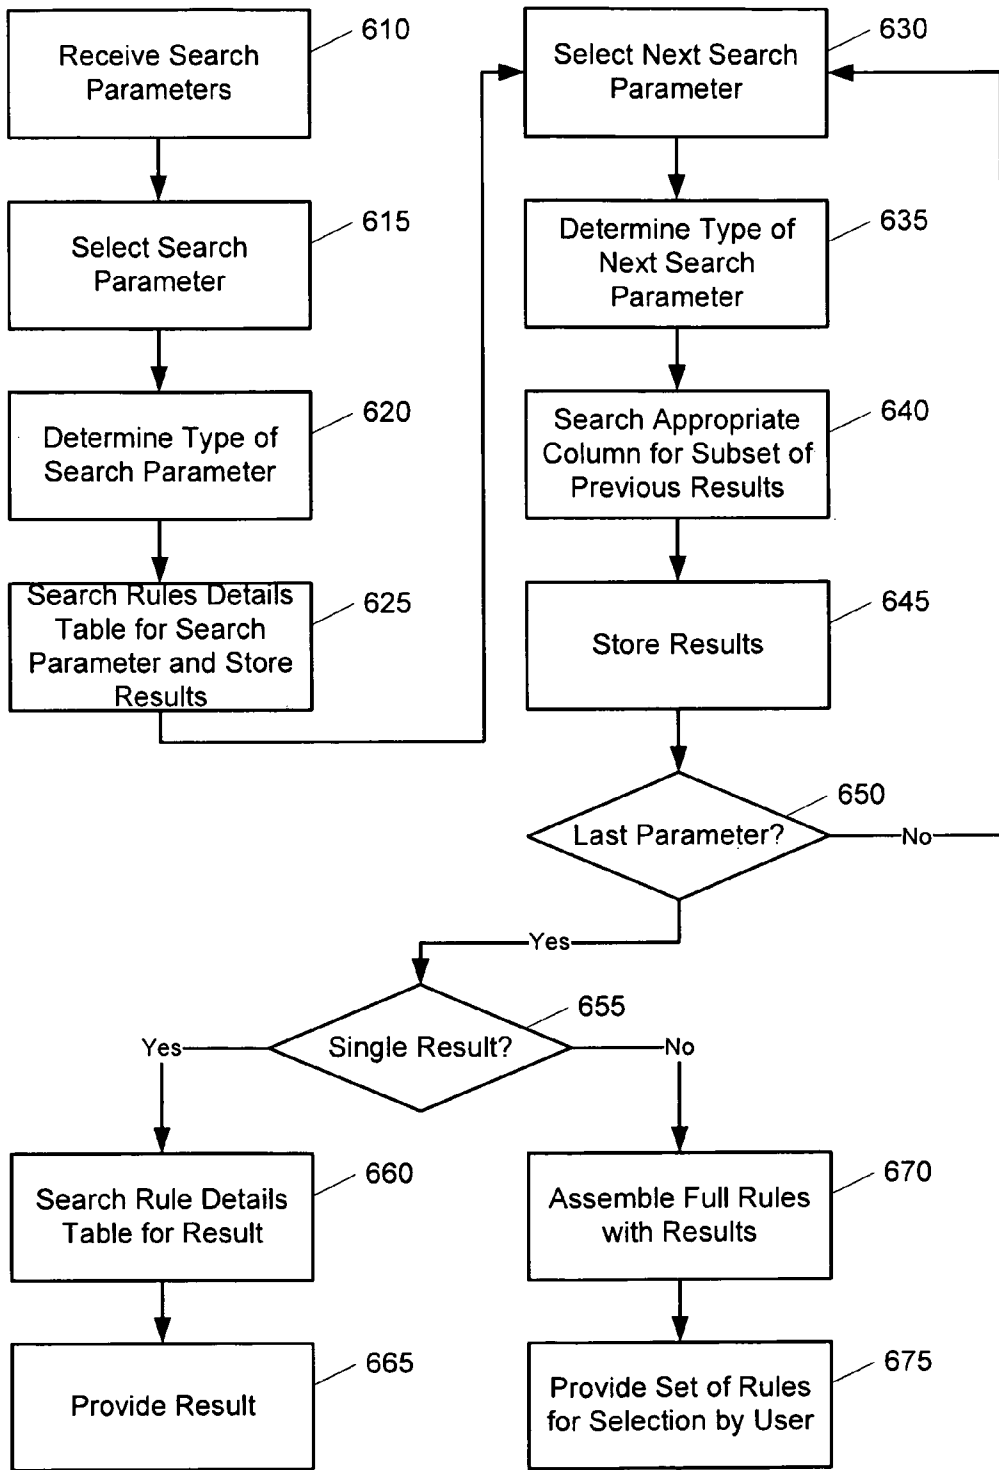 Receive Search
Parameters
610
Select Search
Parameter
615
Determine Type of
Search Parameter
620
Search Rules Details
Table for Search
Parameter and Store
Results
625
Select Next Search
Parameter
630
Determine Type of
Next Search
Parameter
635
Search Appropriate
Column for Subset of
Previous Results
640
Store Results
645
Last Parameter?
650
No
Yes
Single Result?
655
Yes
No
Search Rule Details
Table for Result
660
Provide Result
665
Assemble Full Rules
with Results
670
Provide Set of Rules
for Selection by User
675